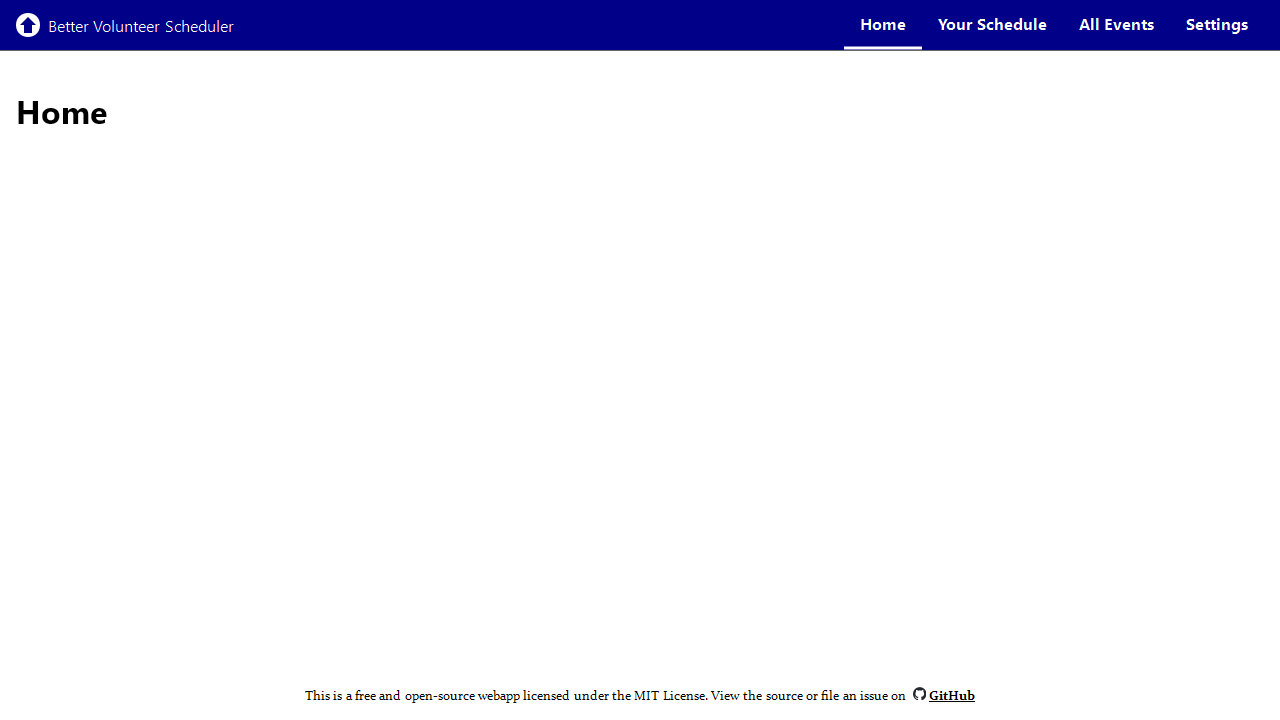 Better Volunteer Scheduler
Home
Your Schedule
All Events
Settings
Home
This is a free and open-source webapp licensed under the MIT License. View the source or file an issue on GitHub